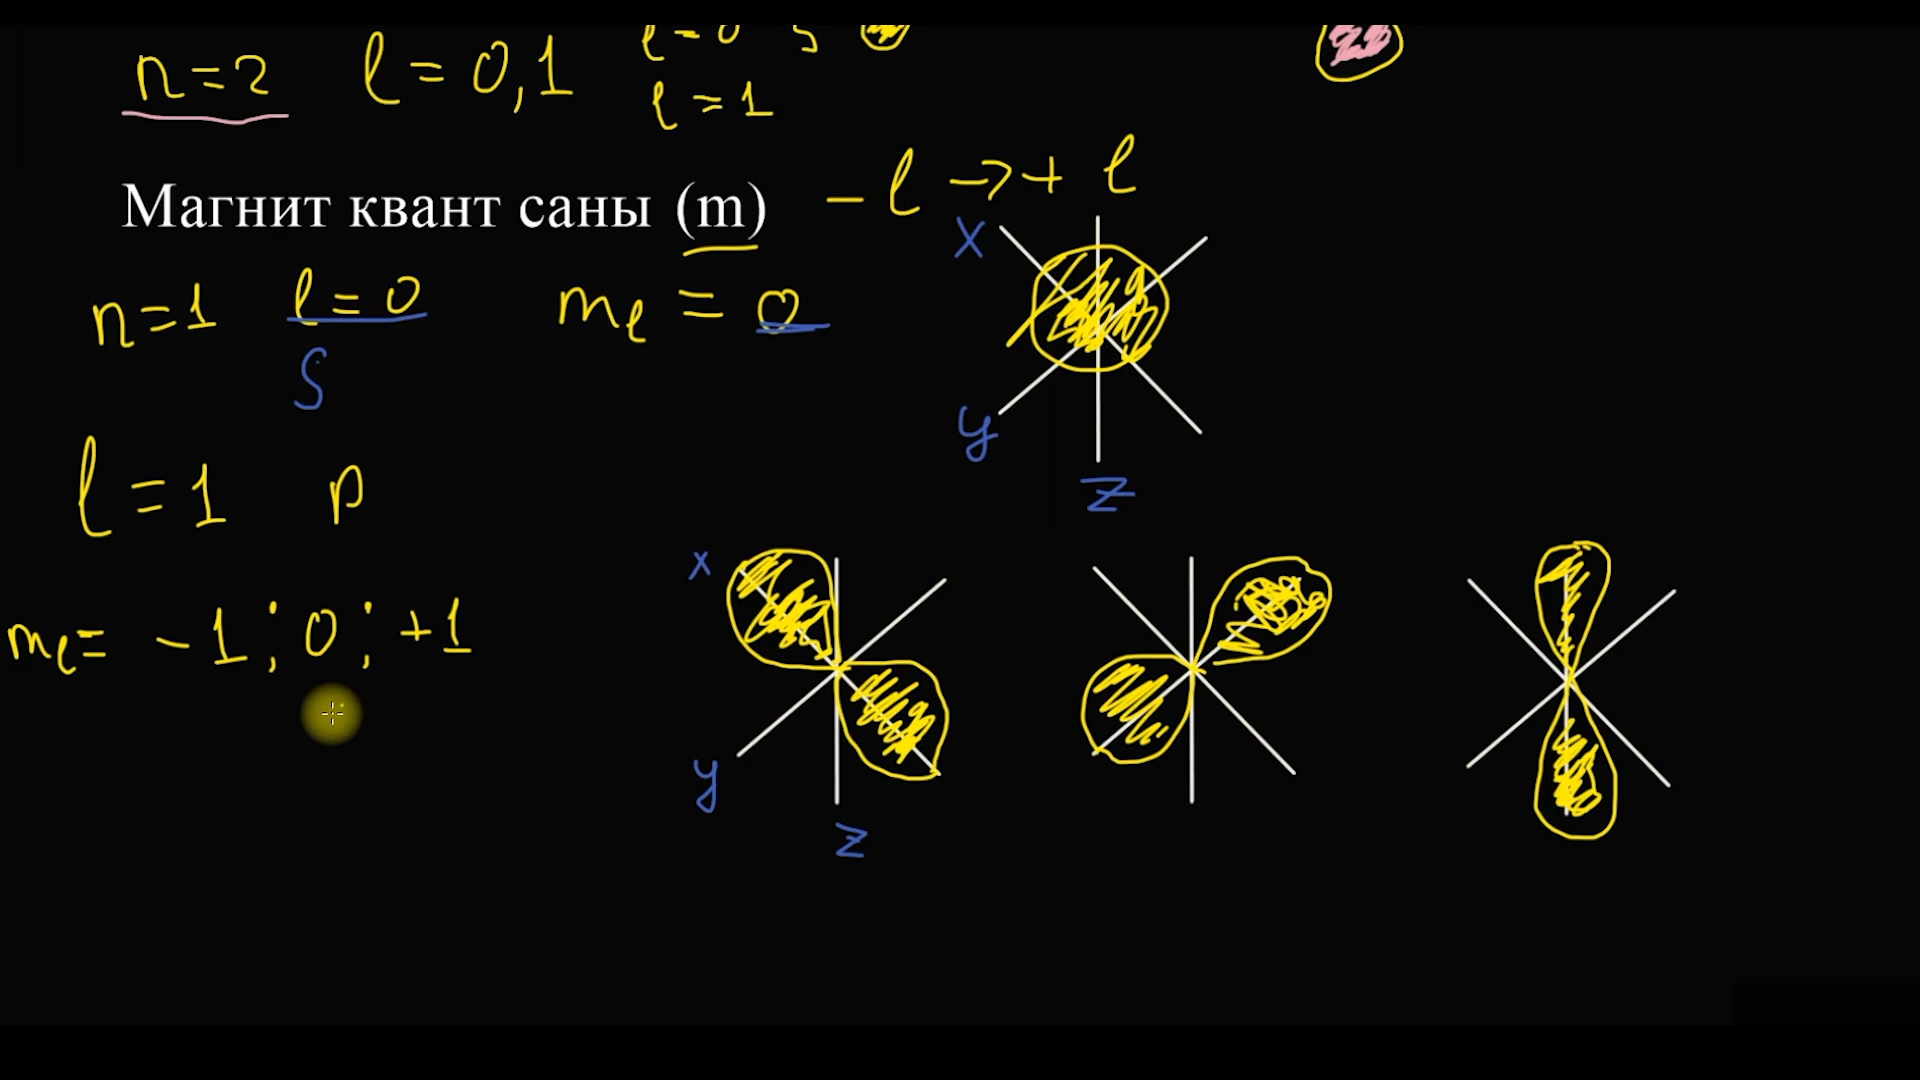 n=2 l=0,1 l=0 S
l=1
Магнит квант саны (m) -l → + l
n=1 l=0 mₗ = 0
S
x
y
z
l=1 p
mₗ= -1; 0; +1
x
y
z